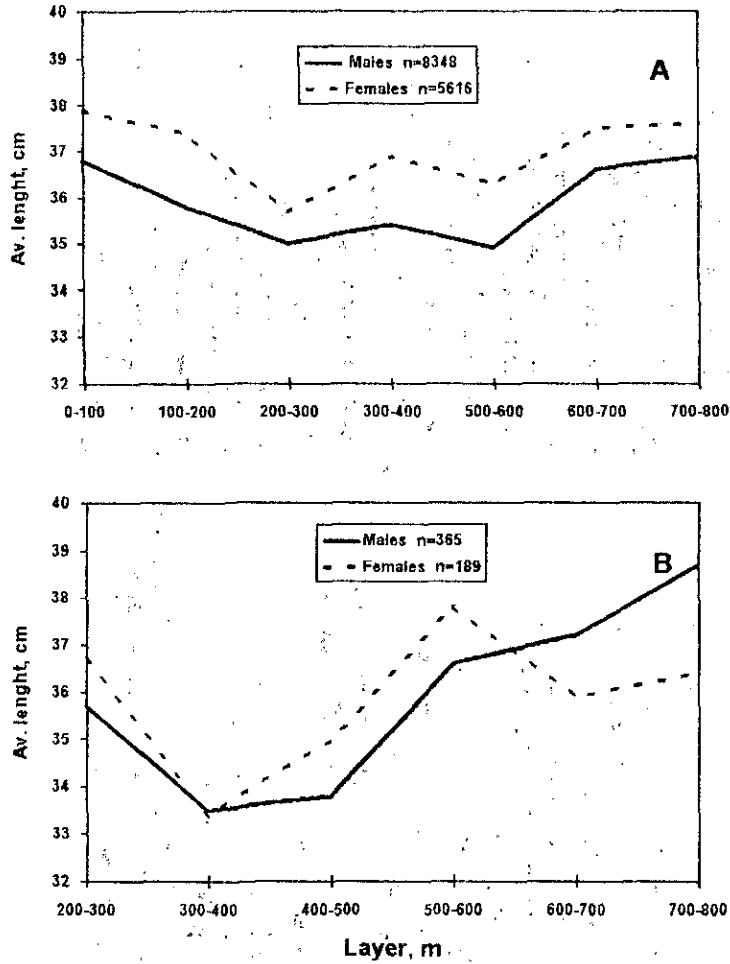 40
39
38
37
36
35
34
33
32
Av. lenght, cm
Males n=8348
Females n=5616
A
0-100 100-200 200-300 300-400 500-600 600-700 700-800
40
39
38
37
36
35
34
33
32
Av. lenght, cm
Males n=365
Females n=189
B
200-300 300-400 400-500 500-600 600-700 700-800
Layer, m